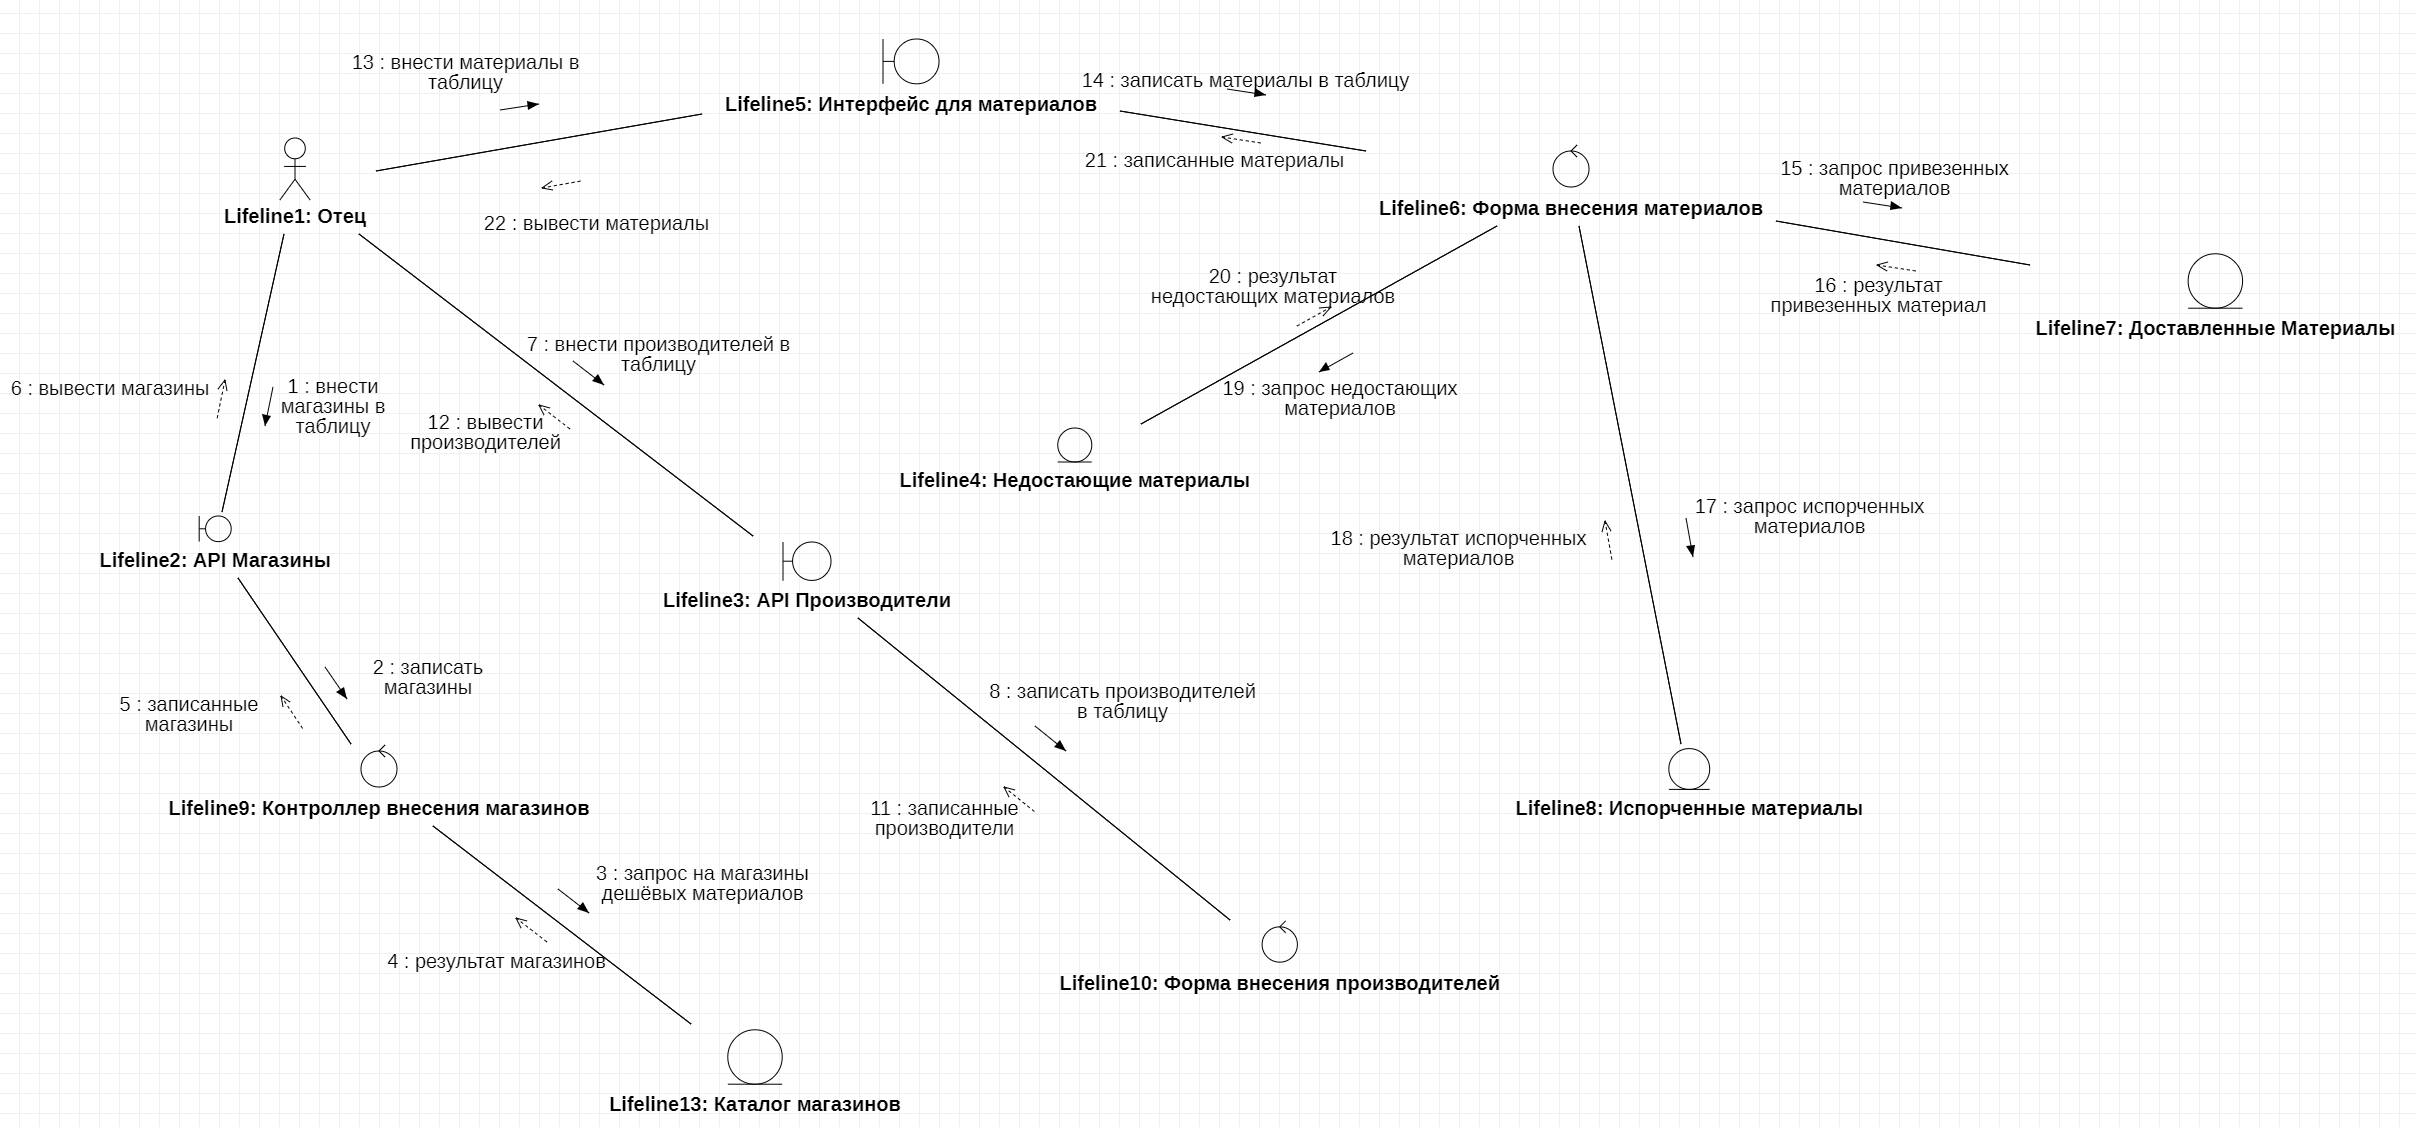 13 : внести материалы в
таблицу
14 : записать материалы в таблицу
Lifeline5: Интерфейс для материалов
21 : записанные материалы
15 : запрос привезенных
материалов
Lifeline1: Отец
22 : вывести материалы
Lifeline6: Форма внесения материалов
20 : результат
недостающих материалов
16 : результат
привезенных материал
Lifeline7: Доставленные Материалы
7 : внести производителей в
таблицу
6 : вывести магазины
1 : внести
магазины в
таблицу
12 : вывести
производителей
19 : запрос недостающих
материалов
Lifeline4: Недостающие материалы
18 : результат испорченных
материалов
17 : запрос испорченных
материалов
Lifeline2: API Магазины
Lifeline3: API Производители
2 : записать
магазины
5 : записанные
магазины
8 : записать производителей
в таблицу
Lifeline9: Контроллер внесения магазинов
11 : записанные
производители
Lifeline8: Испорченные материалы
3 : запрос на магазины
дешёвых материалов
4 : результат магазинов
Lifeline10: Форма внесения производителей
Lifeline13: Каталог магазинов